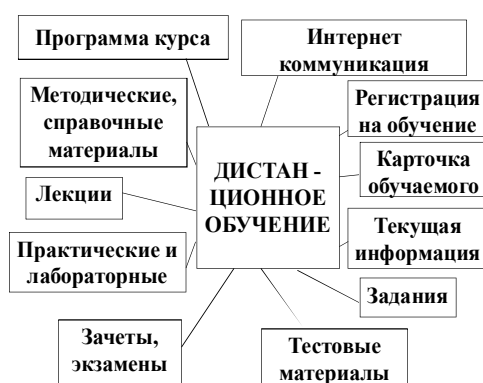 Программа курса
Интернет
коммуникация
Методические,
справочные
материалы
Регистрация
на обучение
ДИСТАН -
ЦИОННОЕ
ОБУЧЕНИЕ
Карточка
обучаемого
Лекции
Текущая
информация
Практические и
лабораторные
Задания
Зачеты,
экзамены
Тестовые
материалы